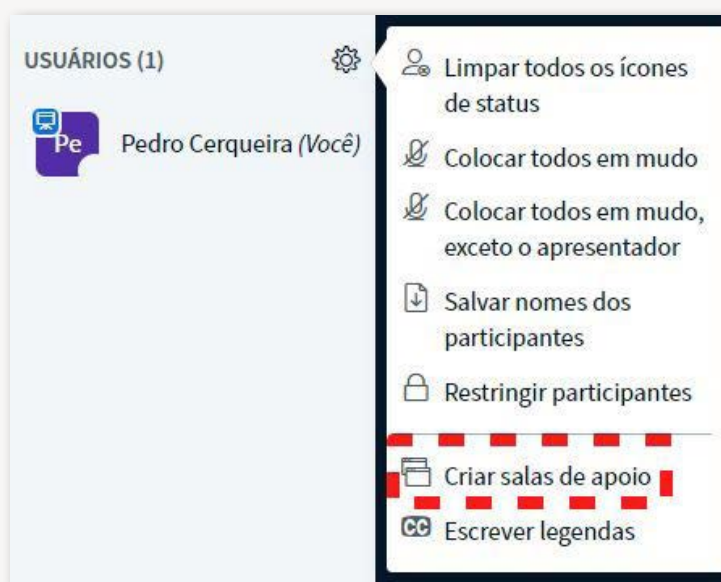 USUÁRIOS (1)
Pe
Pedro Cerqueira (Você)
Limpar todos os ícones
de status
Colocar todos em mudo
Colocar todos em mudo,
exceto o apresentador
Salvar nomes dos
participantes
Restringir participantes
Criar salas de apoio
CC Escrever legendas